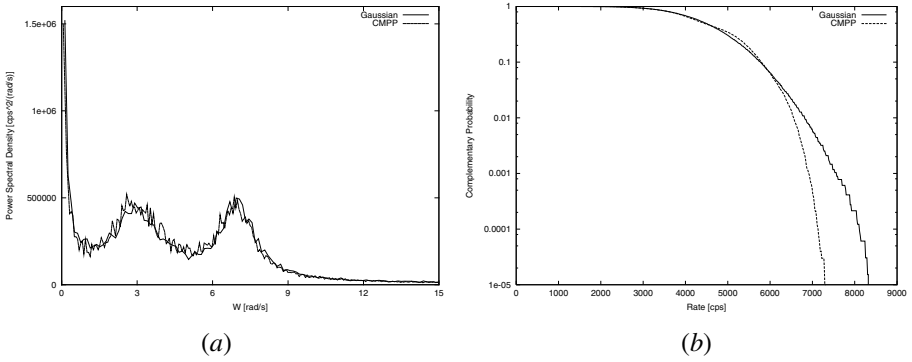 Gaussian
CMPP
1.5e+06
1e+06
500000
0
Power Spectral Density [cps^2/(rad/s)]
0 3 6 9 12 15
W [rad/s]
(a)
Gaussian
CMPP
1
0.1
0.01
0.001
0.0001
1e-05
Complementary Probability
0 1000 2000 3000 4000 5000 6000 7000 8000 9000
Rate [cps]
(b)